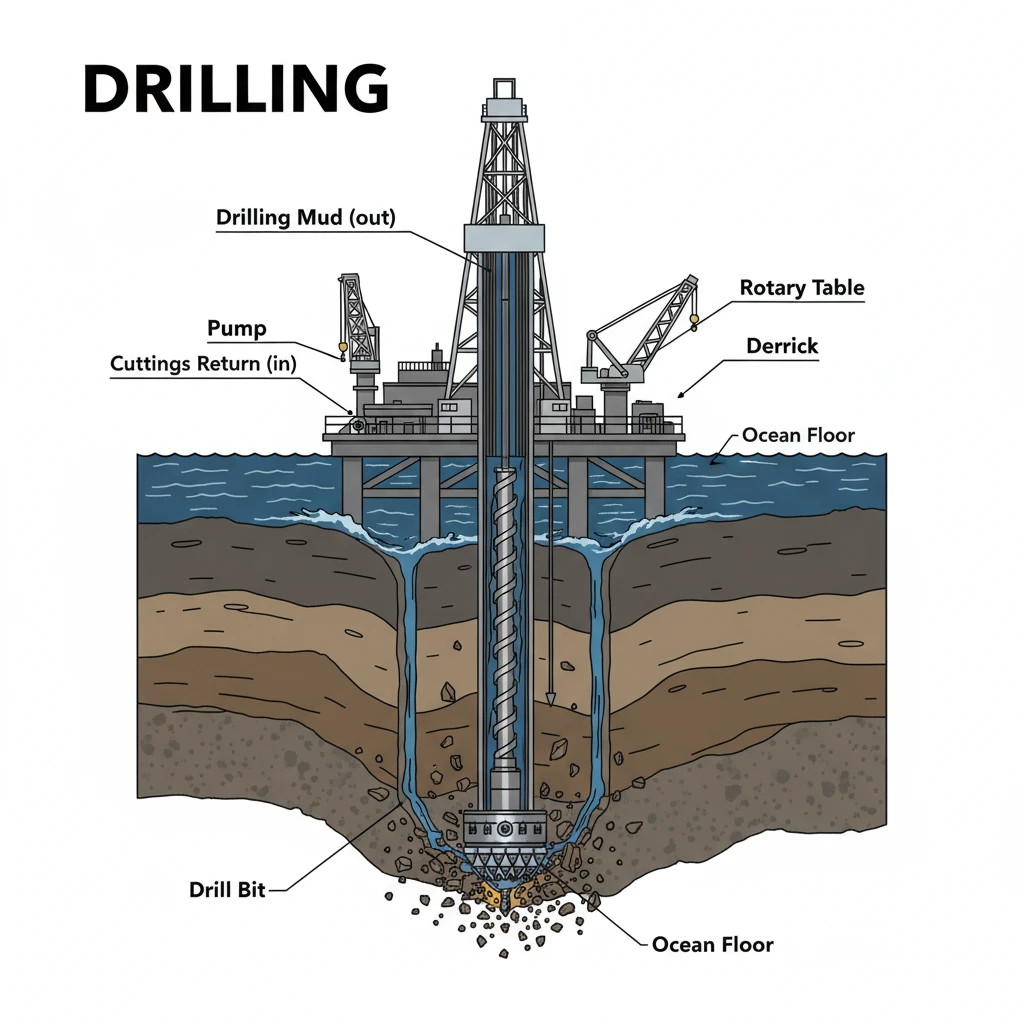 DRILLING
Drilling Mud (out)
Rotary Table
Pump
Derrick
Cuttings Return (in)
Ocean Floor
Drill Bit
Ocean Floor